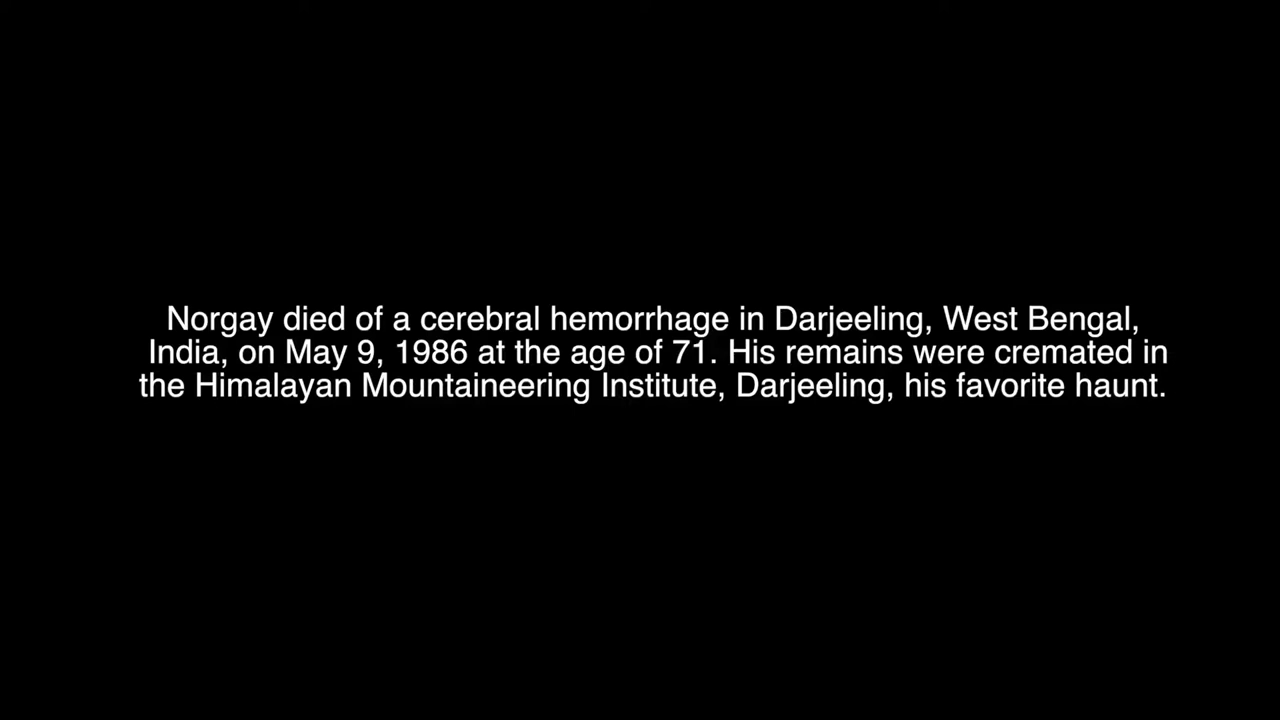 Norgay died of a cerebral hemorrhage in Darjeeling, West Bengal,
India, on May 9, 1986 at the age of 71. His remains were cremated in
the Himalayan Mountaineering Institute, Darjeeling, his favorite haunt.